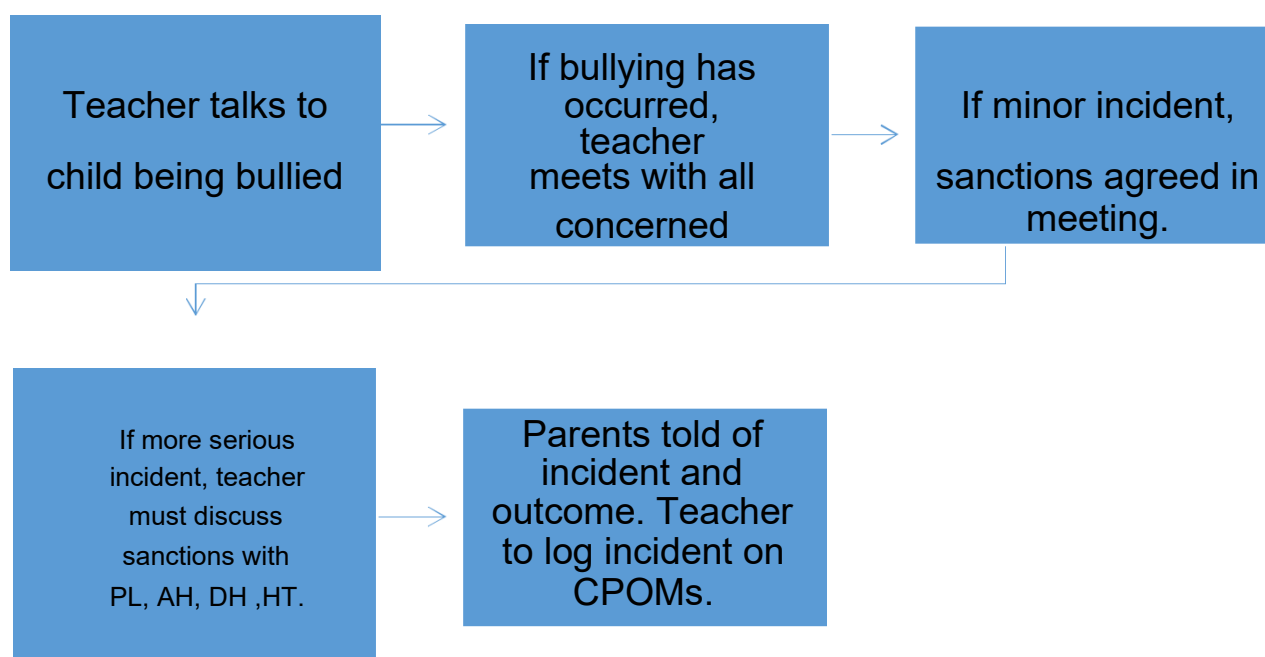 Teacher talks to
child being bullied
If bullying has
occurred,
teacher
meets with all
concerned
If minor incident,
sanctions agreed in
meeting.
If more serious
incident, teacher
must discuss
sanctions with
PL, AH, DH ,HT.
Parents told of
incident and
outcome. Teacher
to log incident on
CPOMs.